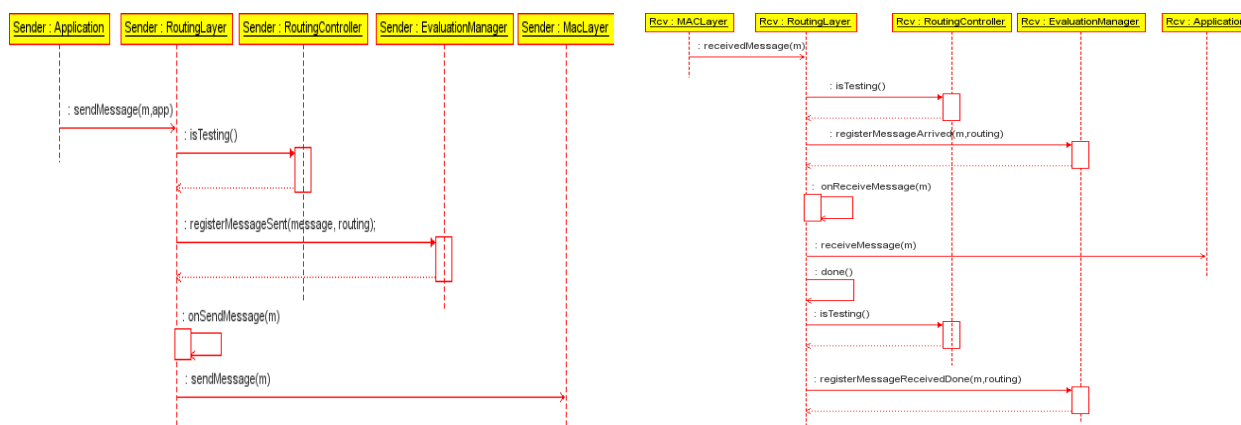 Sender : Application
Sender : RoutingLayer
Sender : RoutingController
Sender : EvaluationManager
Sender : MacLayer
: sendMessage(m,app)
: isTesting()
: registerMessageSent(message, routing);
: onSendMessage(m)
: sendMessage(m)
Rcv : MACLayer
Rcv : RoutingLayer
Rcv : RoutingController
Rcv : EvaluationManager
Rcv : Application
: receivedMessage(m)
: isTesting()
: registerMessageArrived(m,routing)
: onReceiveMessage(m)
: receiveMessage(m)
: done()
: isTesting()
: registerMessageReceivedDone(m,routing)